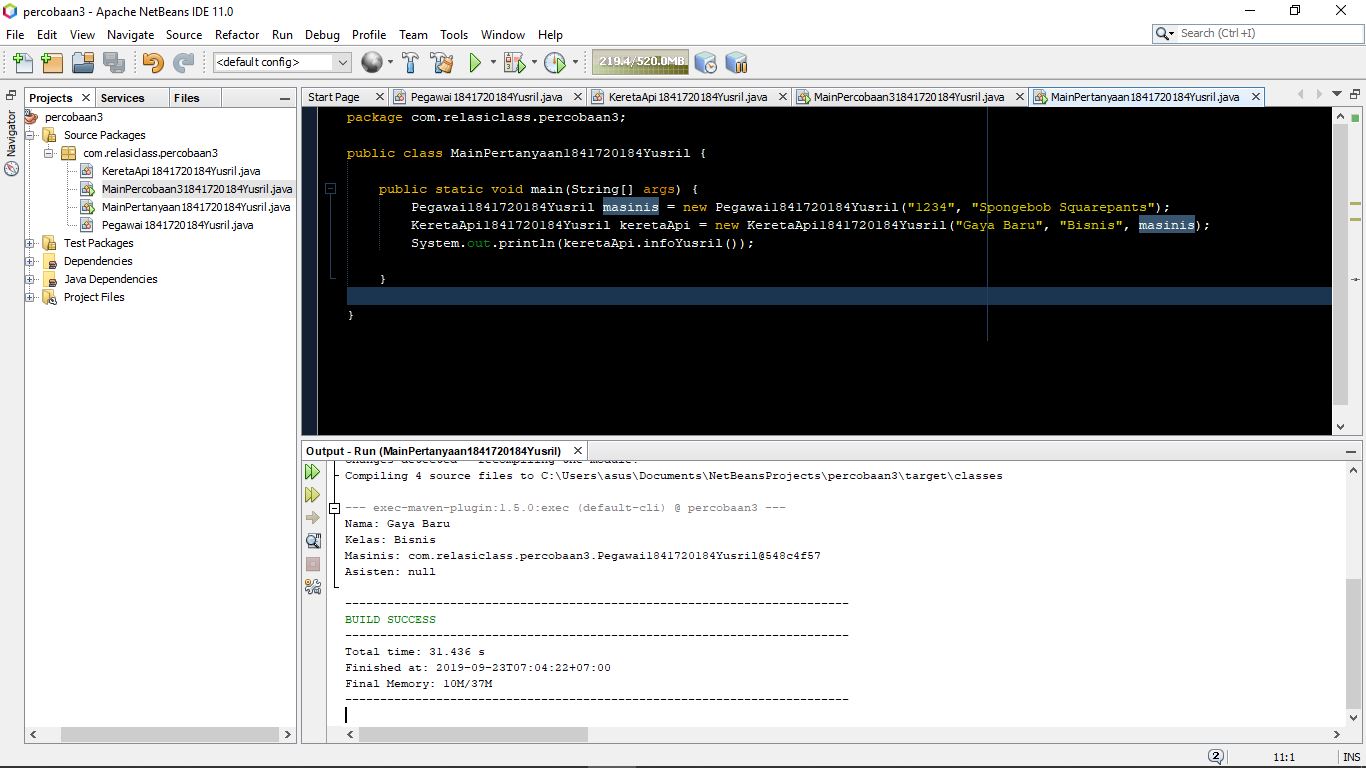 percobaan3 - Apache NetBeans IDE 11.0
File Edit View Navigate Source Refactor Run Debug Profile Team Tools Window Help
Search (Ctrl+I)
<default config>
219.4/520.0MB
Projects Services Files
Navigator
percobaan3
Source Packages
com.relasiclass.percobaan3
KeretaApi1841720184Yusril.java
MainPercobaan31841720184Yusril.java
MainPertanyaan1841720184Yusril.java
Pegawai1841720184Yusril.java
Test Packages
Dependencies
Java Dependencies
Project Files
Start Page Pegawai1841720184Yusril.java KeretaApi1841720184Yusril.java MainPercobaan31841720184Yusril.java MainPertanyaan1841720184Yusril.java
package com.relasiclass.percobaan3;
public class MainPertanyaan1841720184Yusril {
public static void main(String[] args) {
Pegawai1841720184Yusril masinis = new Pegawai1841720184Yusril("1234", "Spongebob Squarepants");
KeretaApi1841720184Yusril keretaApi = new KeretaApi1841720184Yusril("Gaya Baru", "Bisnis", masinis);
System.out.println(keretaApi.infoYusril());
}
}
Output - Run (MainPertanyaan1841720184Yusril)
Changes detected - recompiling the module!
Compiling 4 source files to C:\Users\asus\Documents\NetBeansProjects\percobaan3\target\classes
--- exec-maven-plugin:1.5.0:exec (default-cli) @ percobaan3 ---
Nama: Gaya Baru
Kelas: Bisnis
Masinis: com.relasiclass.percobaan3.Pegawai1841720184Yusril@548c4f57
Asisten: null
------------------------------------------------------------------------
BUILD SUCCESS
------------------------------------------------------------------------
Total time: 31.436 s
Finished at: 2019-09-23T07:04:22+07:00
Final Memory: 10M/37M
------------------------------------------------------------------------
2
11:1 INS